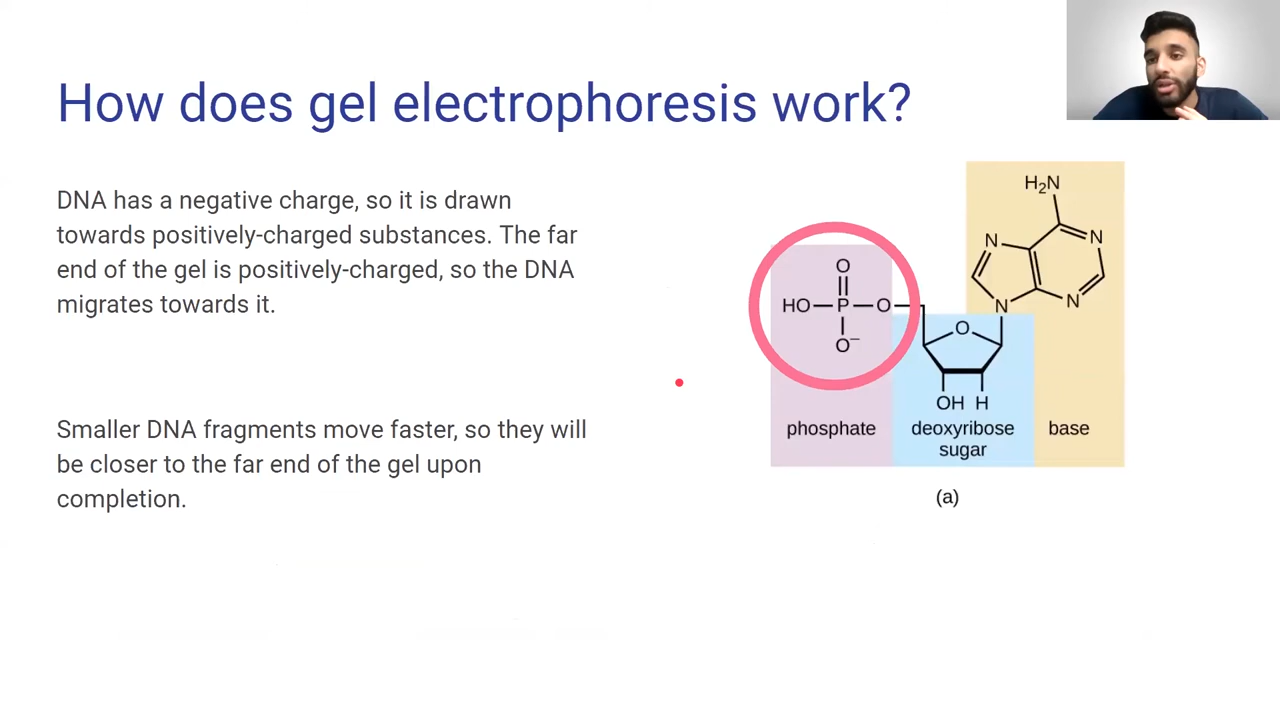 How does gel electrophoresis work?
DNA has a negative charge, so it is drawn
towards positively-charged substances. The far
end of the gel is positively-charged, so the DNA
migrates towards it.
Smaller DNA fragments move faster, so they will
be closer to the far end of the gel upon
completion.
H₂N
N
N
O
HO P O
N
N
O
O⁻
OH H
phosphate
deoxyribose
sugar
base
(a)